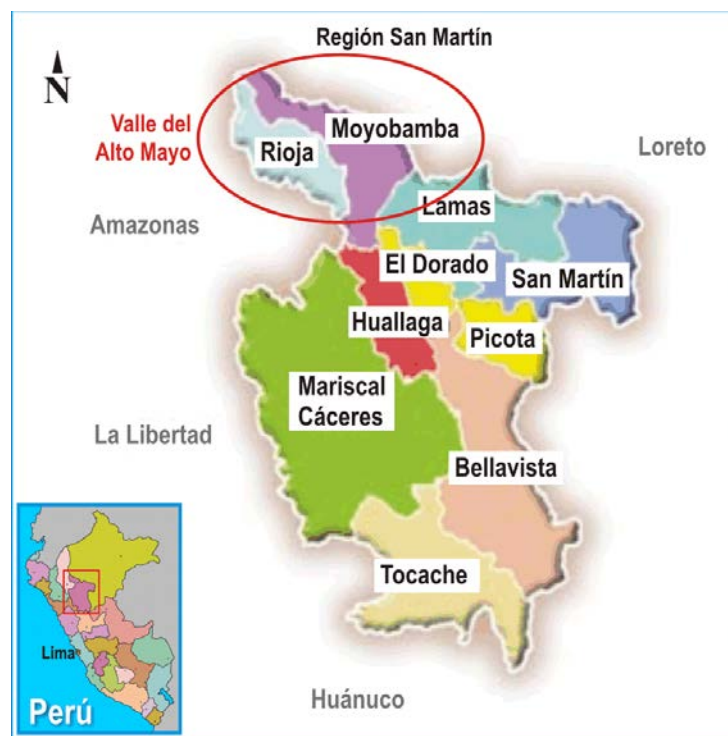 Región San Martín
N
Valle del
Alto Mayo
Moyobamba
Rioja
Loreto
Lamas
Amazonas
El Dorado
San Martín
Huallaga
Picota
Mariscal
Cáceres
La Libertad
Bellavista
Tocache
Lima
Huánuco
Perú